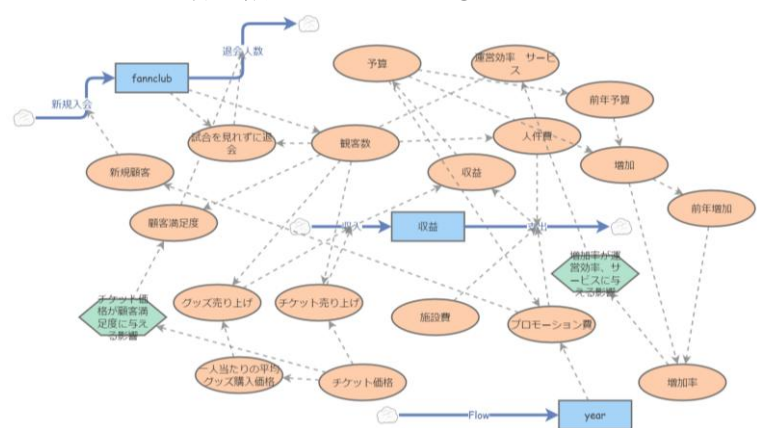 退会人数
予算
運営効率 サービ
ス
fannclub
前年予算
新規入会
試合を見れずに退
会
観客数
人件費
増加
新規顧客
収益
前年増加
顧客満足度
収入
収益
支出
増加率が運
営効率、サ
ービスに与
える影響
チケット価
格が顧客満
足度に与え
る影響
グッズ売り上げ
チケット売り上げ
施設費
プロモーション費
一人当たりの平均
グッズ購入価格
チケット価格
増加率
Flow
year